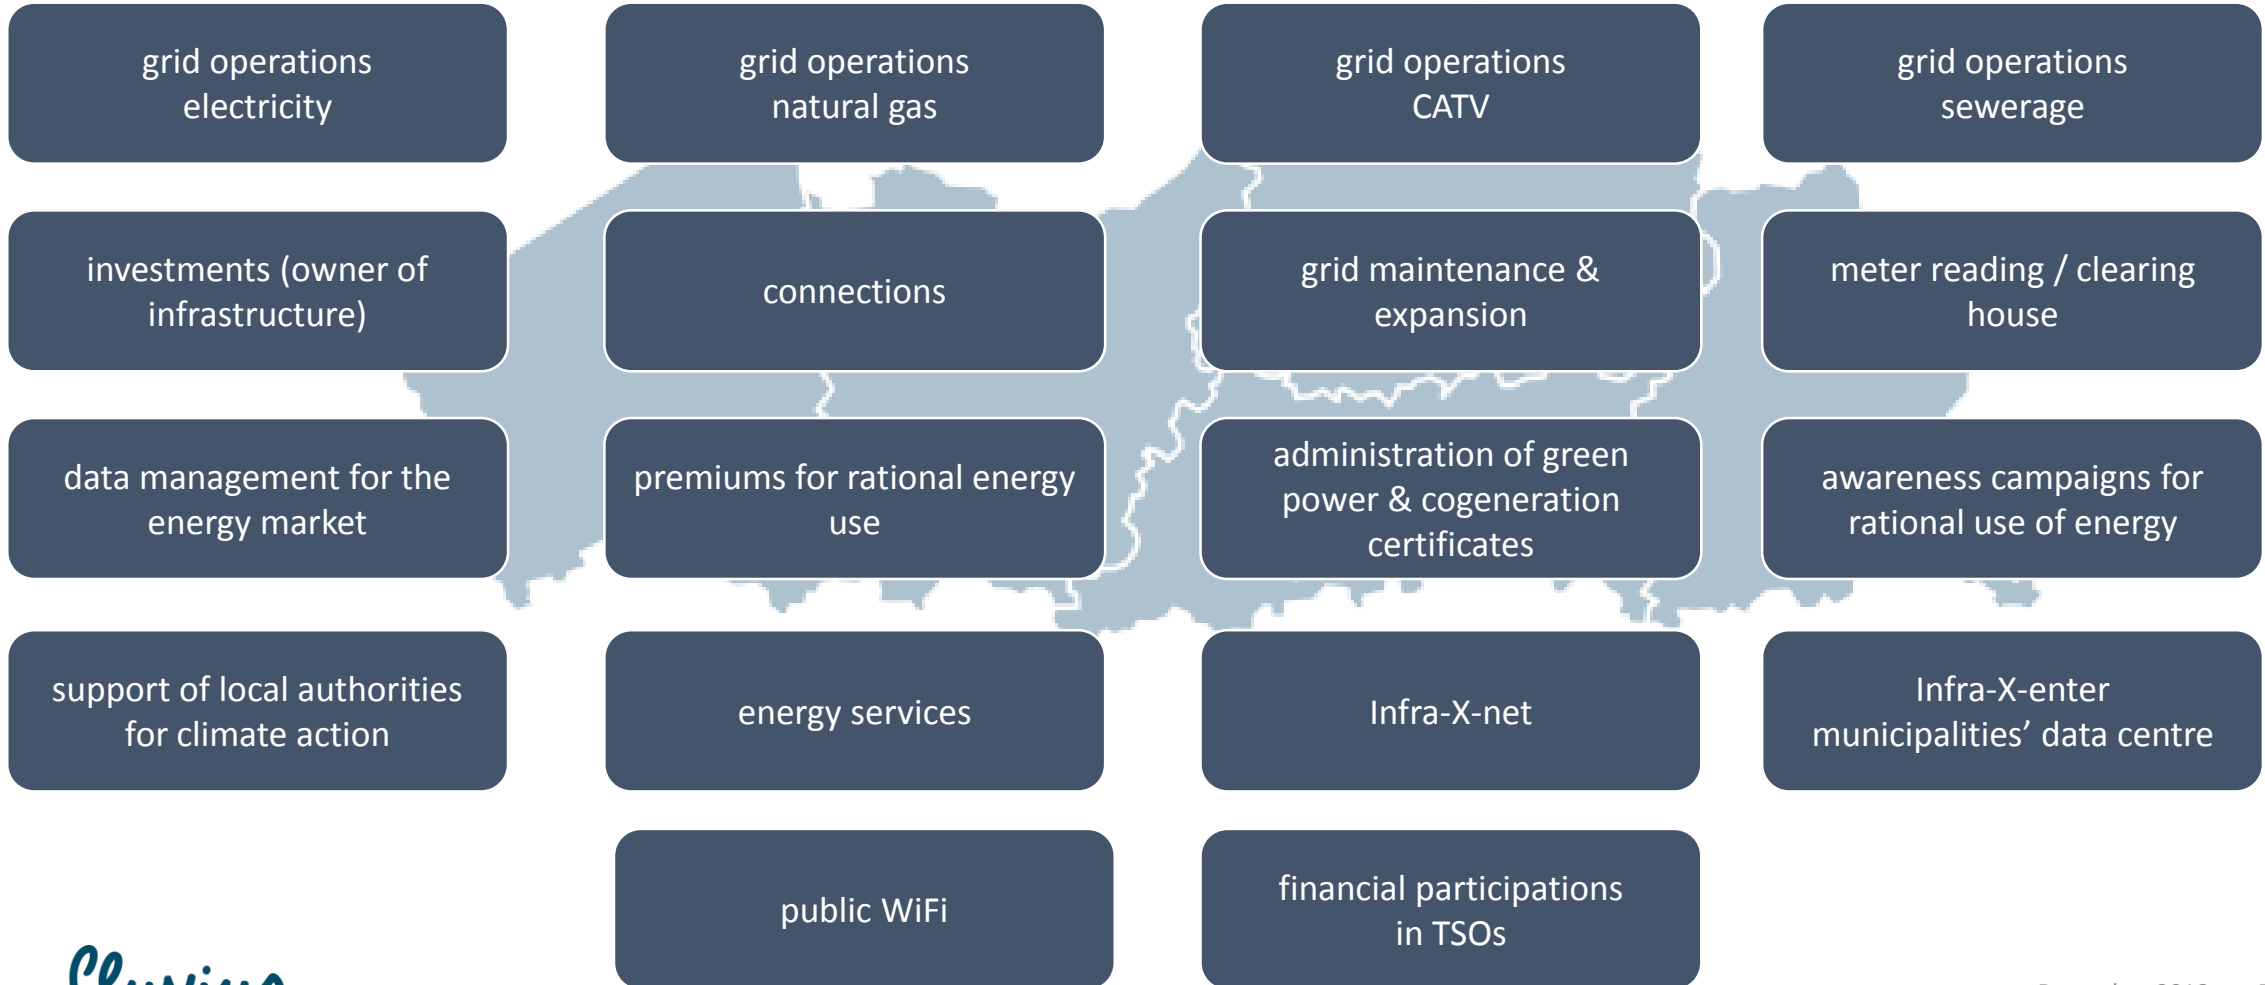 grid operations
electricity
grid operations
natural gas
grid operations
CATV
grid operations
sewerage
investments (owner of
infrastructure)
connections
grid maintenance &
expansion
meter reading / clearing
house
data management for the
energy market
premiums for rational energy
use
administration of green
power & cogeneration
certificates
awareness campaigns for
rational use of energy
support of local authorities
for climate action
energy services
Infra-X-net
Infra-X-enter
municipalities’ data centre
public WiFi
financial participations
in TSOs